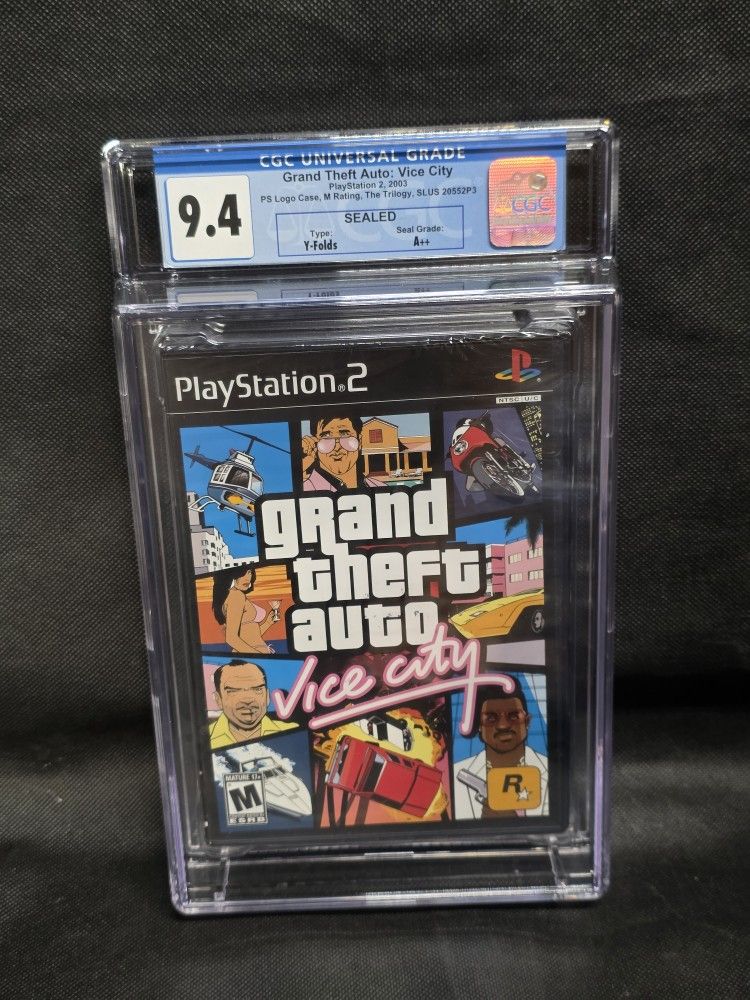 CGC UNIVERSAL GRADE
9.4
Grand Theft Auto: Vice City
PlayStation 2, 2003
PS Logo Case, M Rating, The Trilogy, SLUS 20552P3
SEALED
Type: Seal Grade:
Y-Folds A++
CGC
PlayStation®2
NTSC U/C
grand
theft
auto
Vice City
MATURE 17+
M
ESRB
R